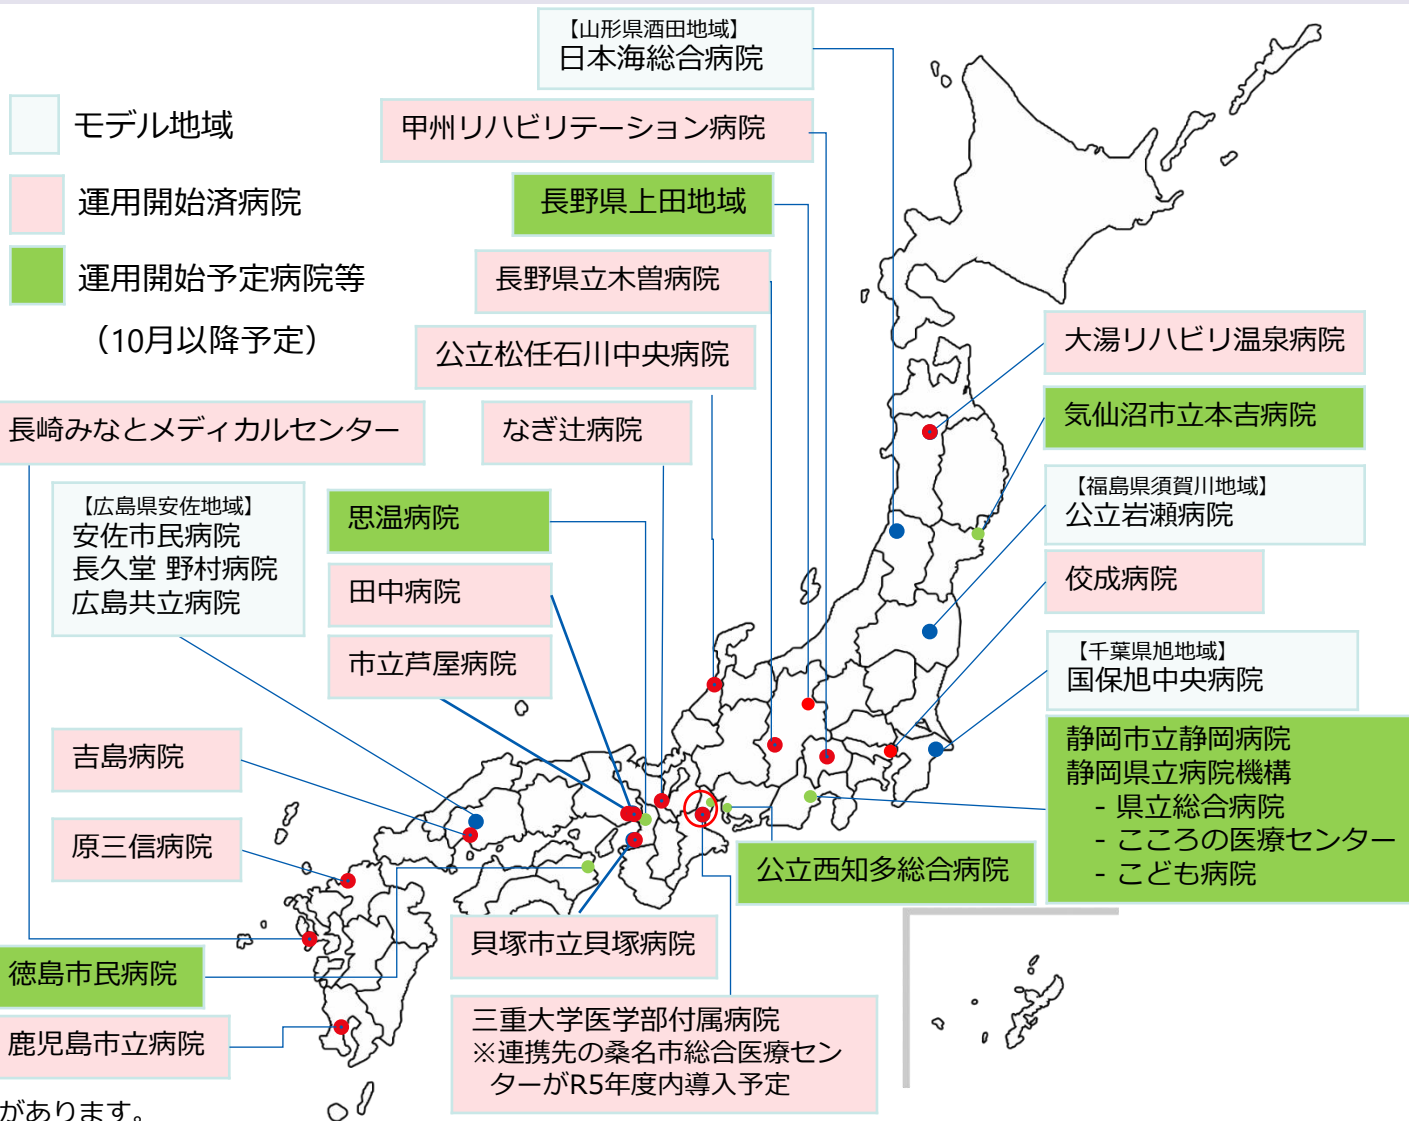 【山形県酒田地域】
日本海総合病院
モデル地域
運用開始済病院
運用開始予定病院等
（10月以降予定）
甲州リハビリテーション病院
長野県上田地域
長野県立木曽病院
公立松任石川中央病院
なぎ辻病院
長崎みなとメディカルセンター
【広島県安佐地域】
安佐市民病院
長久堂 野村病院
広島共立病院
思温病院
田中病院
市立芦屋病院
吉島病院
原三信病院
徳島市民病院
鹿児島市立病院
貝塚市立貝塚病院
三重大学医学部付属病院
※連携先の桑名市総合医療セン
ターがR5年度内導入予定
大湯リハビリ温泉病院
気仙沼市立本吉病院
【福島県須賀川地域】
公立岩瀬病院
佼成病院
【千葉県旭地域】
国保旭中央病院
静岡市立静岡病院
静岡県立病院機構
- 県立総合病院
- こころの医療センター
- こども病院
公立西知多総合病院
があります。